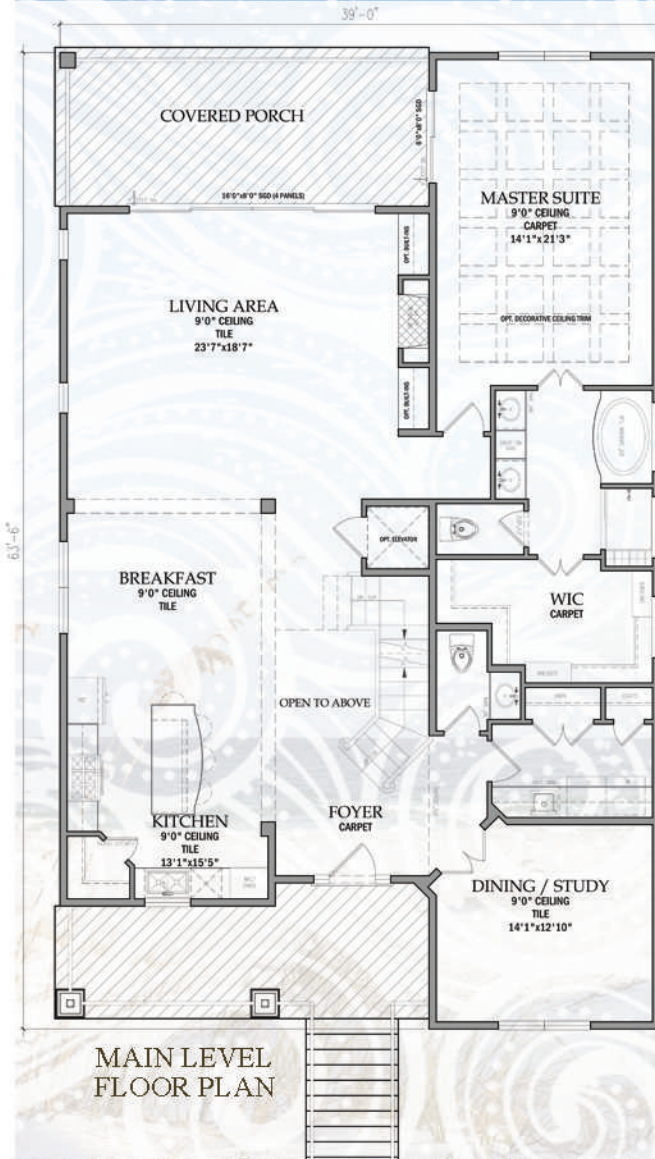 39'-0"
COVERED PORCH
6'0"x8'0" SGD
16'0"x8'0" SGD (4 PANELS)
MASTER SUITE
9'0" CEILING
CARPET
14'1"x21'3"
OPT. DECORATIVE CEILING TRIM
OPT. BUILT-INS
LIVING AREA
9'0" CEILING
TILE
23'7"x18'7"
OPT. BUILT-INS
63'-6"
OPT. ELEVATOR
BREAKFAST
9'0" CEILING
TILE
WIC
CARPET
OPEN TO ABOVE
KITCHEN
9'0" CEILING
TILE
13'1"x15'5"
FOYER
CARPET
DINING / STUDY
9'0" CEILING
TILE
14'1"x12'10"
MAIN LEVEL
FLOOR PLAN